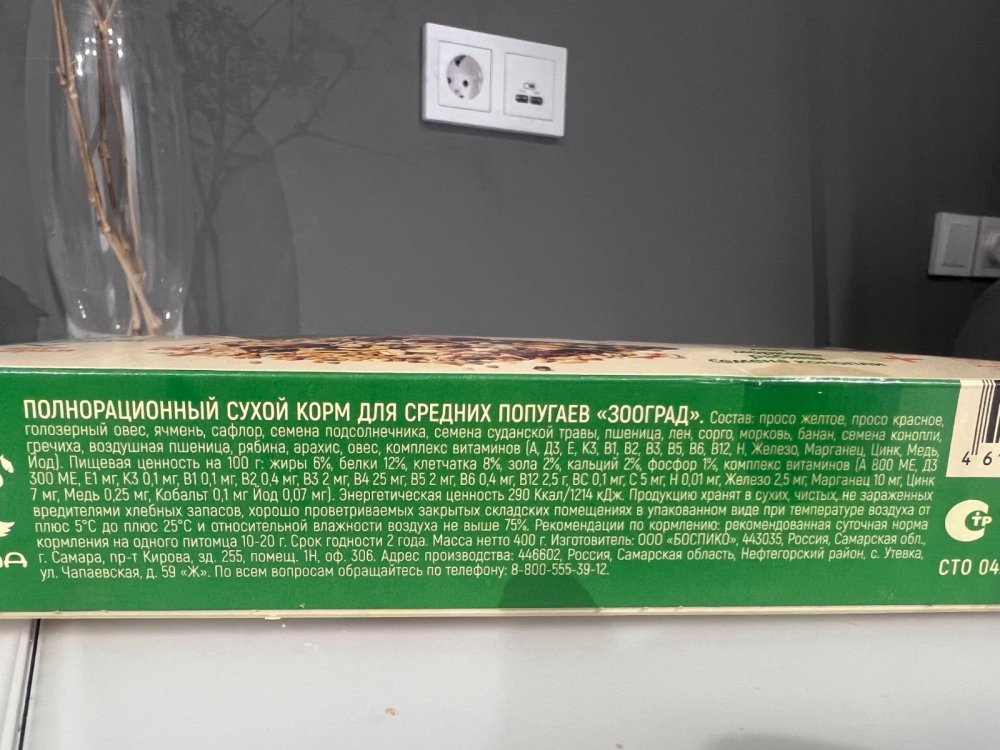 ПОЛНОРАЦИОННЫЙ СУХОЙ КОРМ ДЛЯ СРЕДНИХ ПОПУГАЕВ «ЗООГРАД». Состав: просо желтое, просо красное,
голозерный овес, ячмень, сафлор, семена подсолнечника, семена суданской травы, пшеница, лен, сорго, морковь, банан, семена конопли,
гречиха, воздушная пшеница, рябина, арахис, овес, комплекс витаминов (А, Д3, Е, К3, В1, В2, В3, В5, В6, В12, Н, Железо, Марганец, Цинк, Медь,
Йод). Пищевая ценность на 100 г: жиры 6%, белки 12%, клетчатка 8%, зола 2%, кальций 2%, фосфор 1%, комплекс витаминов (А 800 МЕ, Д3
300 МЕ, Е1 мг, К3 0,1 мг, В1 0,1 мг, В2 0,4 мг, В3 2 мг, В4 25 мг, В5 2 мг, В6 0,4 мг, В12 2,5 г, ВС 0,1 мг, С 5 мг, Н 0,01 мг, Железо 2,5 мг, Марганец 10 мг, Цинк
7 мг, Медь 0,25 мг, Кобальт 0,1 мг Йод 0,07 мг). Энергетическая ценность 290 Ккал/1214 кДж. Продукцию хранят в сухих, чистых, не зараженных
вредителями хлебных запасов, хорошо проветриваемых закрытых складских помещениях в упакованном виде при температуре воздуха от
плюс 5°С до плюс 25°С и относительной влажности воздуха не выше 75%. Рекомендации по кормлению: рекомендованная суточная норма
кормления на одного питомца 10-20 г. Срок годности 2 года. Масса нетто 400 г. Изготовитель: ООО «БОСПИКО», 443035, Россия, Самарская обл.,
г. Самара, пр-т Кирова, зд. 255, помещ. 1Н, оф. 306. Адрес производства: 446602, Россия, Самарская область, Нефтегорский район, с. Утевка,
ул. Чапаевская, д. 59 «Ж». По всем вопросам обращайтесь по телефону: 8-800-555-39-12.
4 6
СТР
СТО 04